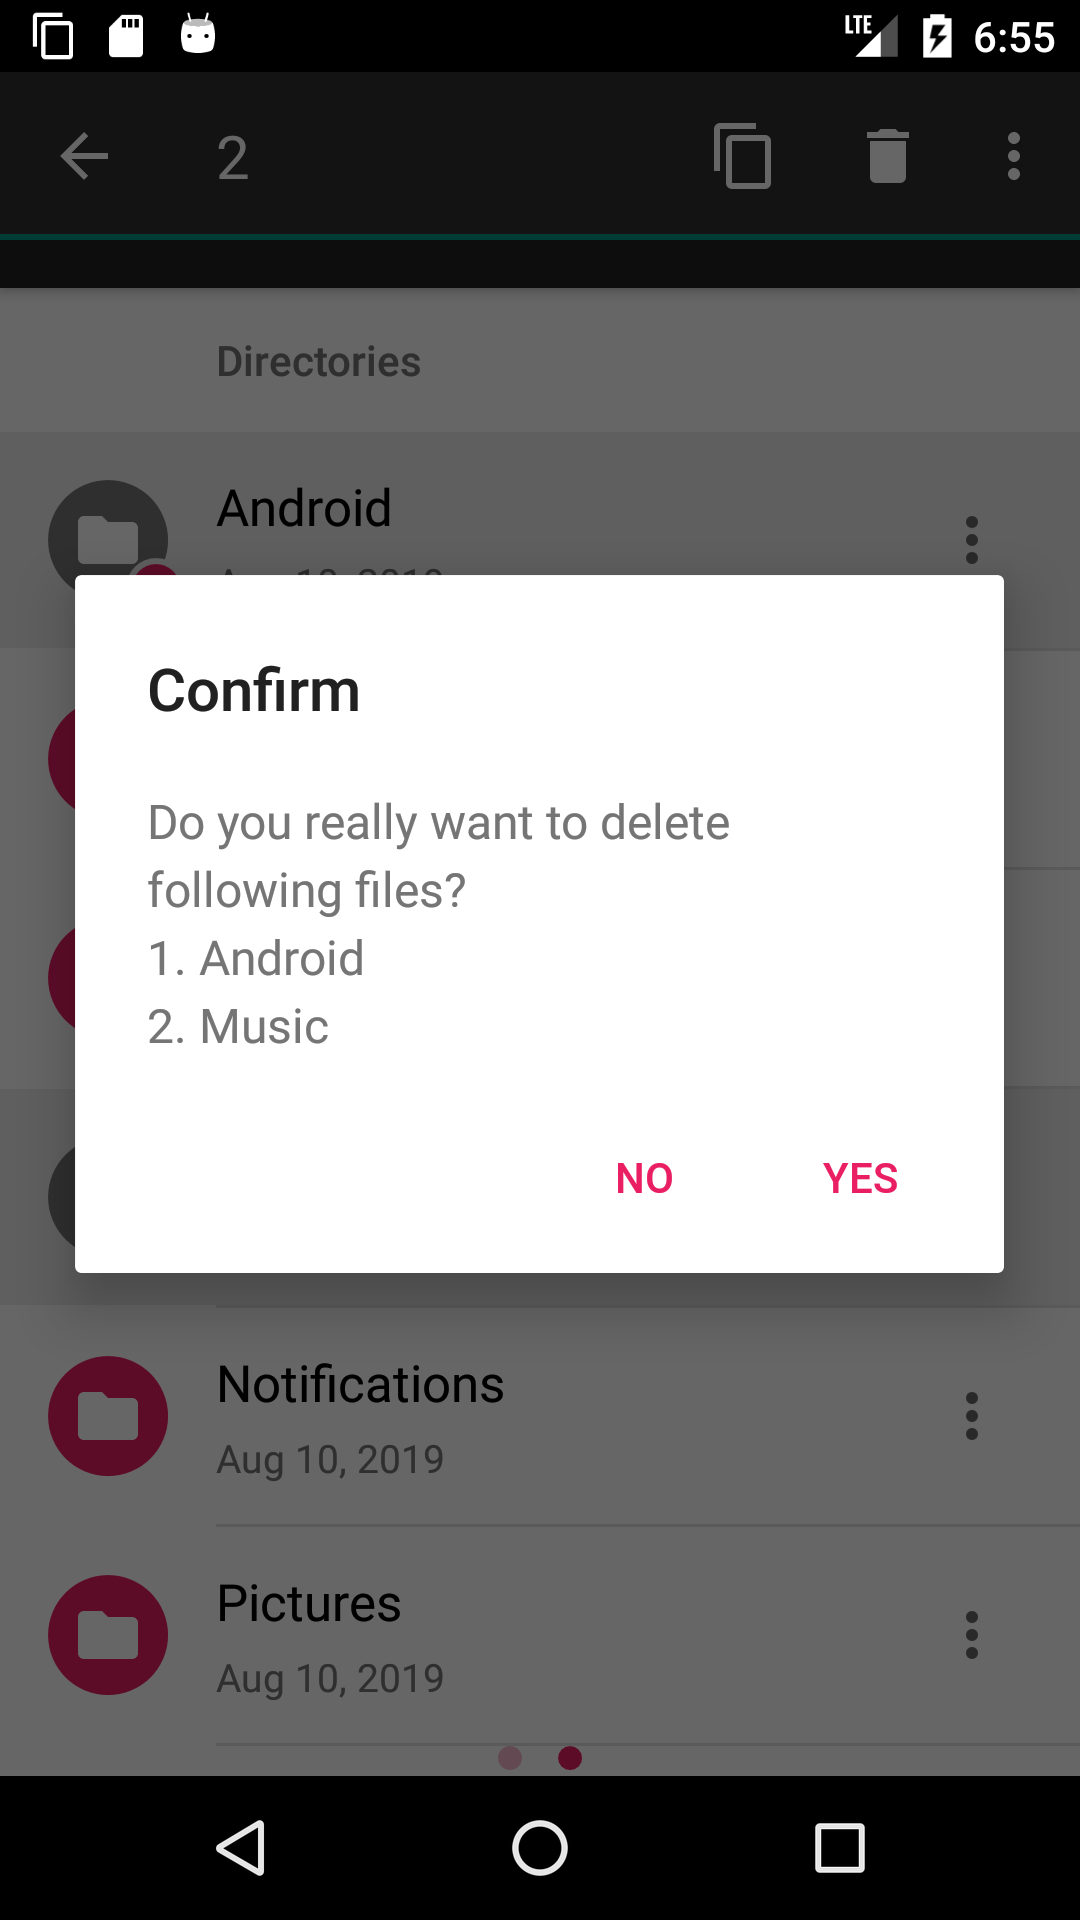 LTE 6:55
2
Directories
Android
Confirm
Do you really want to delete
following files?
1. Android
2. Music
NO YES
Notifications
Aug 10, 2019
Pictures
Aug 10, 2019